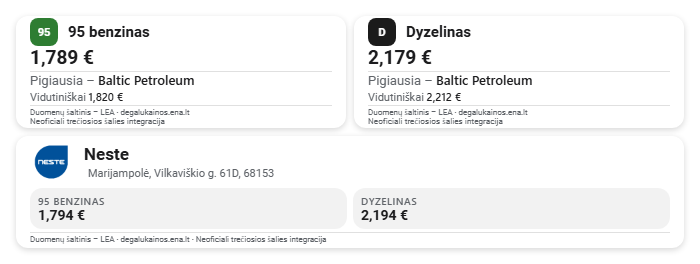 95 95 benzinas
1,789 €
Pigiausia – Baltic Petroleum
Vidutiniškai 1,820 €
Duomenų šaltinis – LEA · degalukainos.ena.lt
Neoficiali trečiosios šalies integracija
D Dyzelinas
2,179 €
Pigiausia – Baltic Petroleum
Vidutiniškai 2,212 €
Duomenų šaltinis – LEA · degalukainos.ena.lt
Neoficiali trečiosios šalies integracija
NESTE Neste
Marijampolė, Vilkaviškio g. 61D, 68153
95 BENZINAS
1,794 €
DYZELINAS
2,194 €
Duomenų šaltinis – LEA · degalukainos.ena.lt · Neoficiali trečiosios šalies integracija